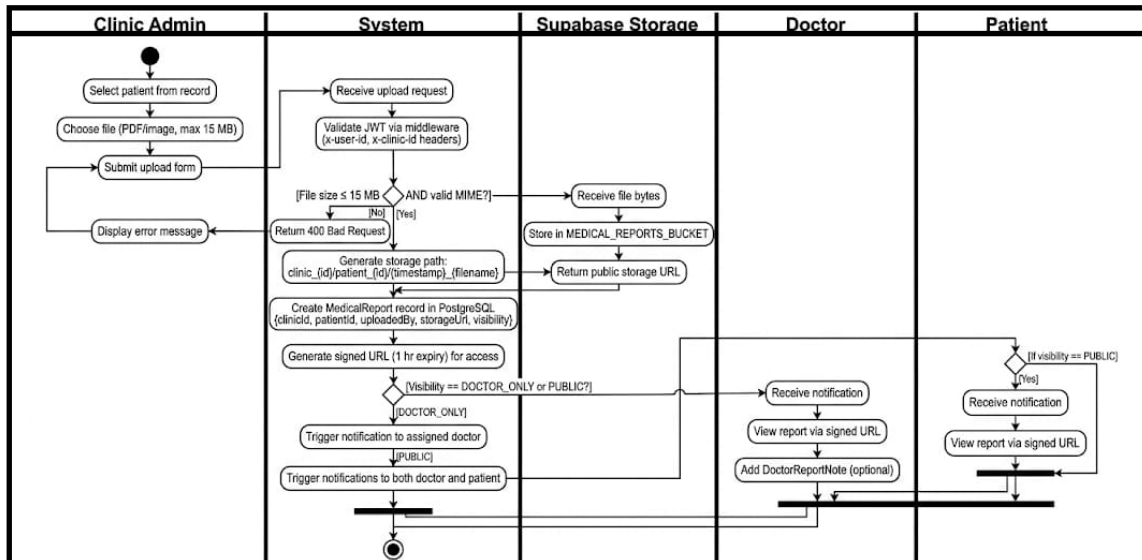 Clinic Admin
System
Supabase Storage
Doctor
Patient
Select patient from record
Choose file (PDF/image, max 15 MB)
Submit upload form
Display error message
Receive upload request
Validate JWT via middleware
(x-user-id, x-clinic-id headers)
[File size ≤ 15 MB AND valid MIME?]
[No]
[Yes]
Return 400 Bad Request
Generate storage path:
clinic_{id}/patient_{id}/{timestamp}_{filename}
Create MedicalReport record in PostgreSQL
{clinicId, patientId, uploadedBy, storageUrl, visibility}
Generate signed URL (1 hr expiry) for access
[Visibility == DOCTOR_ONLY or PUBLIC?]
[DOCTOR_ONLY]
Trigger notification to assigned doctor
[PUBLIC]
Trigger notifications to both doctor and patient
Receive file bytes
Store in MEDICAL_REPORTS_BUCKET
Return public storage URL
Receive notification
View report via signed URL
Add DoctorReportNote (optional)
[If visibility == PUBLIC]
[Yes]
Receive notification
View report via signed URL